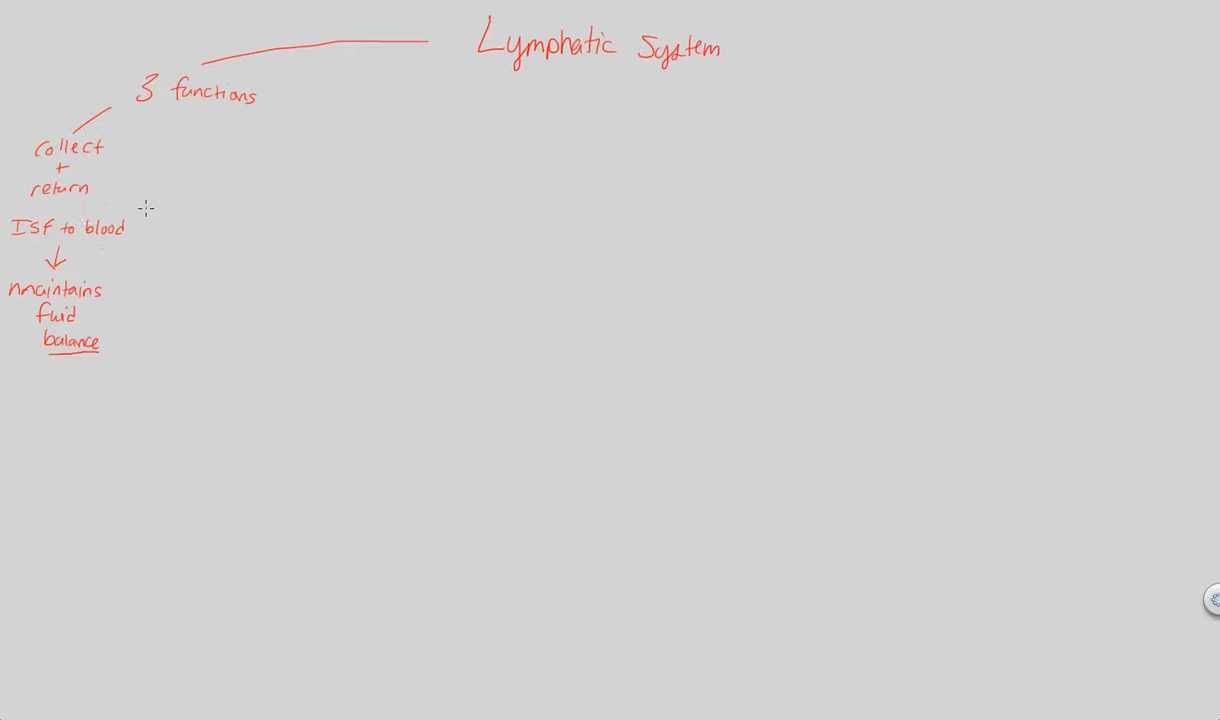 Lymphatic System
3 functions
collect
+
return
ISF to blood
↓
maintains
fluid
balance